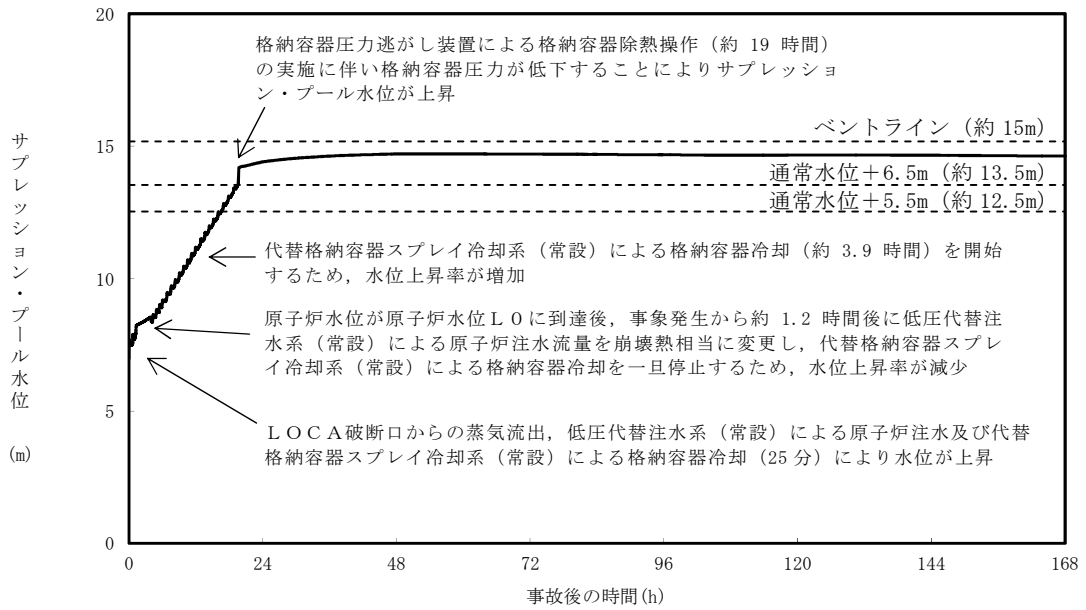 20
格納容器圧力逃がし装置による格納容器除熱操作(約 19 時間)
の実施に伴い格納容器圧力が低下することによりサプレッショ
ン・プール水位が上昇
ベントライン(約 15m)
15
通常水位+6.5m(約 13.5m)
通常水位+5.5m(約 12.5m)
代替格納容器スプレイ冷却系(常設)による格納容器冷却(約 3.9 時間)を開始
するため,水位上昇率が増加
10
原子炉水位が原子炉水位L0に到達後,事象発生から約 1.2 時間後に低圧代替注
水系(常設)による原子炉注水流量を崩壊熱相当に変更し,代替格納容器スプレ
イ冷却系(常設)による格納容器冷却を一旦停止するため,水位上昇率が減少
5
LOCA破断口からの蒸気流出,低圧代替注水系(常設)による原子炉注水及び代替
格納容器スプレイ冷却系(常設)による格納容器冷却(25 分)により水位が上昇
0
サプレッション・プール水位 (m)
0 24 48 72 96 120 144 168
事故後の時間(h)